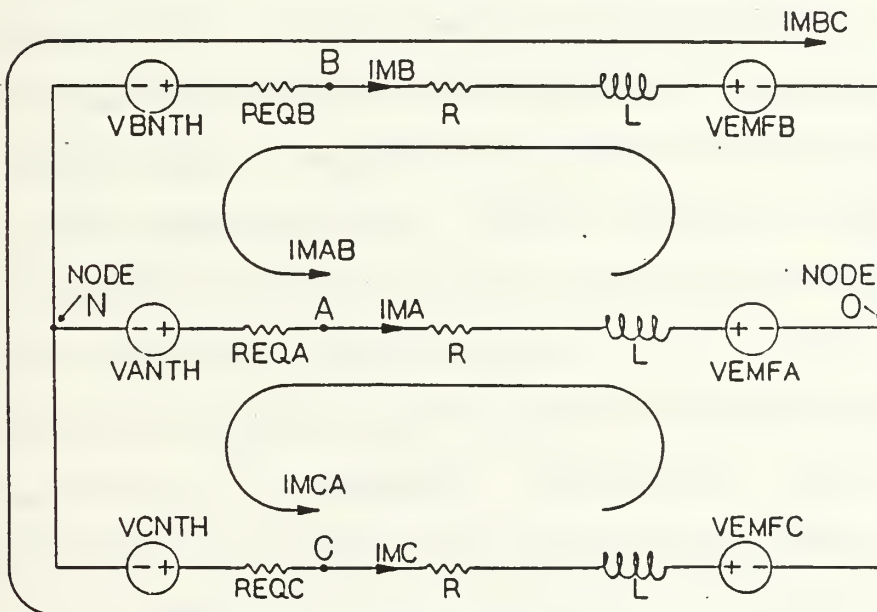 IMBC
B IMB
VBNTH REQB R L VEMFB
IMAB
NODE N
A IMA
NODE O
VANTH REQA R L VEMFA
IMCA
VCNTH C IMC VEMFC
REQC R L